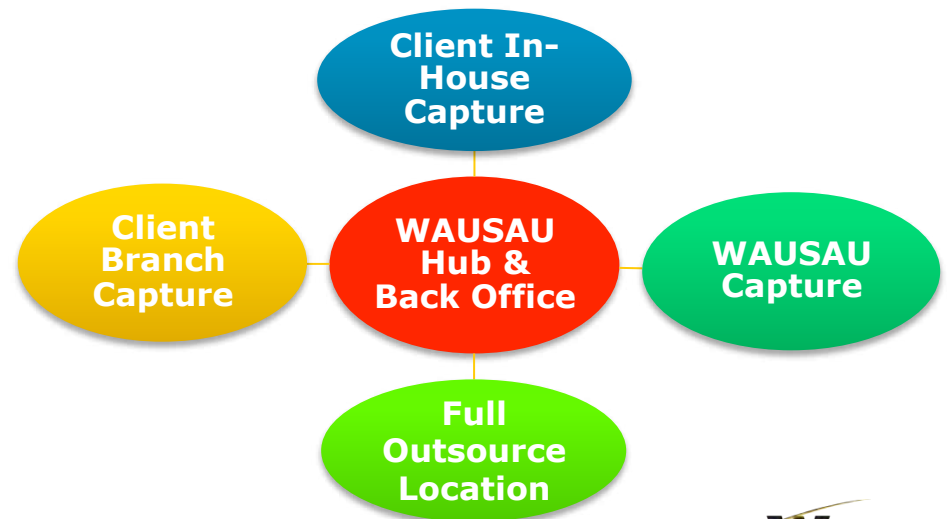 Client In-
House
Capture
Client
Branch
Capture
WAUSAU
Hub &
Back Office
WAUSAU
Capture
Full
Outsource
Location